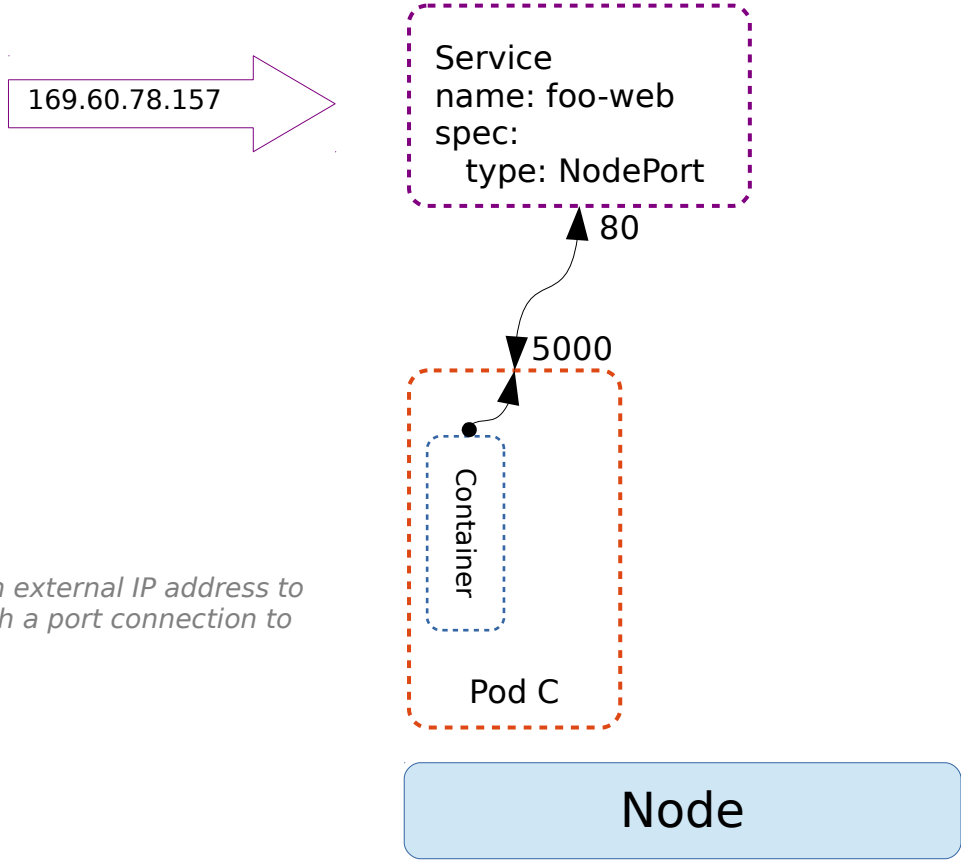 169.60.78.157
Service
name: foo-web
spec:
type: NodePort
80
5000
Container
external IP address to
a port connection to
Pod C
Node